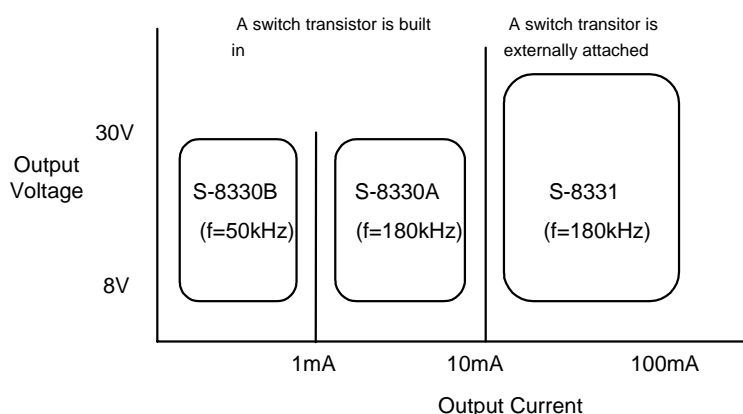 A switch transistor is built
in
A switch transitor is
externally attached
30V
Output
Voltage
8V
S-8330B
(f=50kHz)
S-8330A
(f=180kHz)
S-8331
(f=180kHz)
1mA
10mA
100mA
Output Current